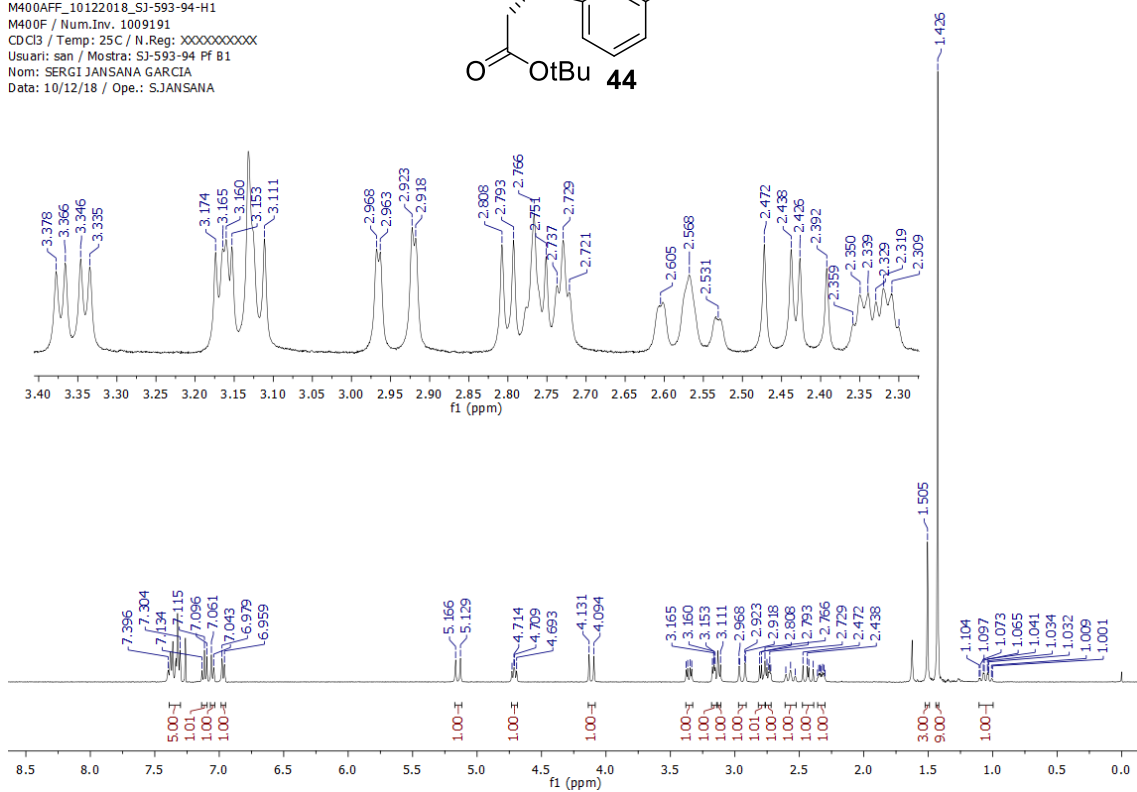 M400AFF_10122018_SJ-593-94-H1
M400F / Num.Inv. 1009191
CDCl3 / Temp: 25C / N.Reg: XXXXXXXXXX
Usuari: san / Mostra: SJ-593-94 Pf B1
Nom: SERGI JANSANA GARCIA
Data: 10/12/18 / Ope.: S.JANSANA
O OtBu 44
1.426
3.378 3.366 3.346 3.335 3.174 3.165 3.160 3.153 3.111 2.968 2.963 2.923 2.918 2.808 2.793 2.766 2.751 2.737 2.729 2.721 2.605 2.568 2.531 2.472 2.438 2.426 2.392 2.359 2.350 2.339 2.329 2.319 2.309
3.40 3.35 3.30 3.25 3.20 3.15 3.10 3.05 3.00 2.95 2.90 2.85 2.80 2.75 2.70 2.65 2.60 2.55 2.50 2.45 2.40 2.35 2.30
f1 (ppm)
1.505
7.396 7.304 7.134 7.115 7.096 7.061 7.043 6.979 6.959 5.166 5.129 4.714 4.709 4.693 4.131 4.094 3.165 3.160 3.153 3.111 2.968 2.923 2.918 2.808 2.793 2.766 2.729 2.472 2.438 1.104 1.097 1.073 1.065 1.041 1.034 1.032 1.009 1.001
5.00 1.01 1.00 1.00 1.00 1.00 1.00 1.00 1.00 1.00 1.00 1.01 1.00 1.00 1.00 1.00 3.00 9.00 1.00
8.5 8.0 7.5 7.0 6.5 6.0 5.5 5.0 4.5 4.0 3.5 3.0 2.5 2.0 1.5 1.0 0.5 0.0
f1 (ppm)